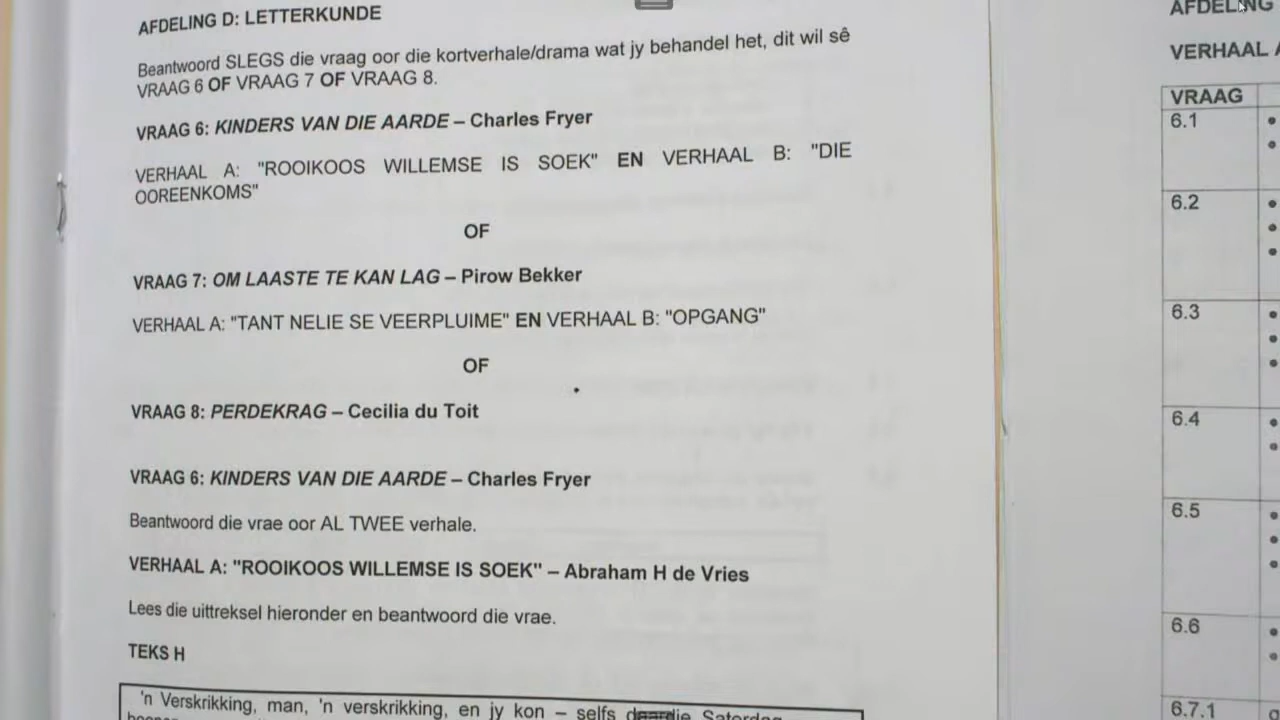 AFDELING D: LETTERKUNDE
Beantwoord SLEGS die vraag oor die kortverhale/drama wat jy behandel het, dit wil sê
VRAAG 6 OF VRAAG 7 OF VRAAG 8.
VRAAG 6: KINDERS VAN DIE AARDE – Charles Fryer
VERHAAL A: "ROOIKOOS WILLEMSE IS SOEK" EN VERHAAL B: "DIE
OOREENKOMS"
OF
VRAAG 7: OM LAASTE TE KAN LAG – Pirow Bekker
VERHAAL A: "TANT NELIE SE VEERPLUIME" EN VERHAAL B: "OPGANG"
OF
VRAAG 8: PERDEKRAG – Cecilia du Toit
VRAAG 6: KINDERS VAN DIE AARDE – Charles Fryer
Beantwoord die vrae oor AL TWEE verhale.
VERHAAL A: "ROOIKOOS WILLEMSE IS SOEK" – Abraham H de Vries
Lees die uittreksel hieronder en beantwoord die vrae.
TEKS H
'n Verskrikking, man, 'n verskrikking, en jy kon – selfs daardie Saterdag
AFDELING
VERHAAL A
VRAAG
6.1
6.2
6.3
6.4
6.5
6.6
6.7.1